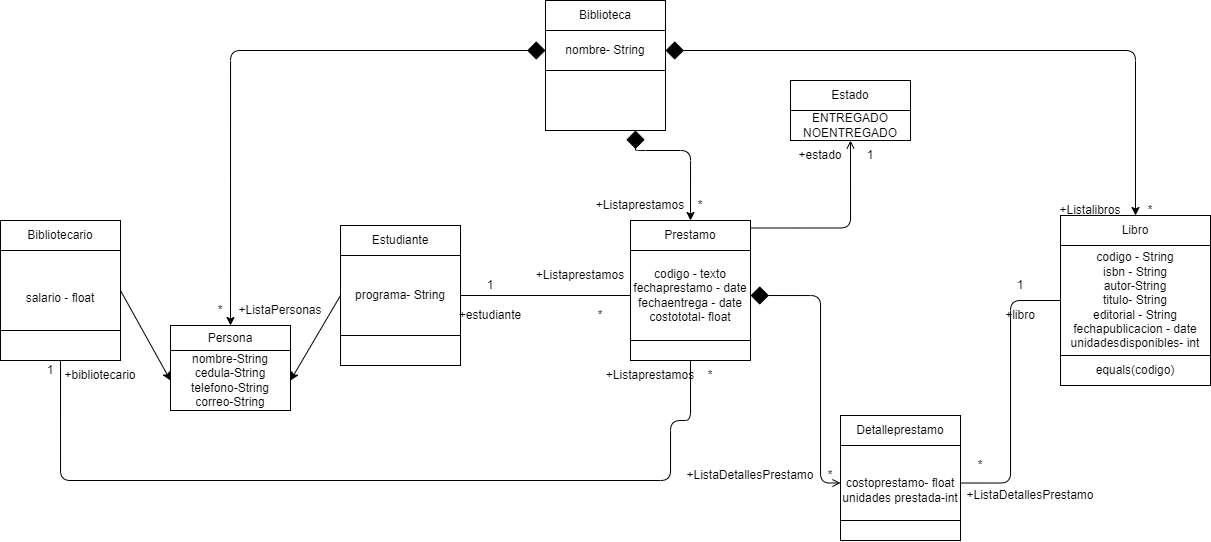 Biblioteca
nombre- String
Estado
ENTREGADO
NOENTREGADO
+estado
1
+Listaprestamos
*
+Listalibros
*
Bibliotecario
salario - float
Estudiante
programa- String
Prestamo
codigo - texto
fechaprestamo - date
fechaentrega - date
costototal- float
Libro
codigo - String
isbn - String
autor-String
titulo- String
editorial - String
fechapublicacion - date
unidadesdisponibles- int
equals(codigo)
+Listaprestamos
1
+estudiante
*
*
+ListaPersonas
Persona
nombre-String
cedula-String
telefono-String
correo-String
1
+libro
1
+bibliotecario
+Listaprestamos
*
Detalleprestamo
costoprestamo- float
unidades prestada-int
+ListaDetallesPrestamo
*
*
+ListaDetallesPrestamo